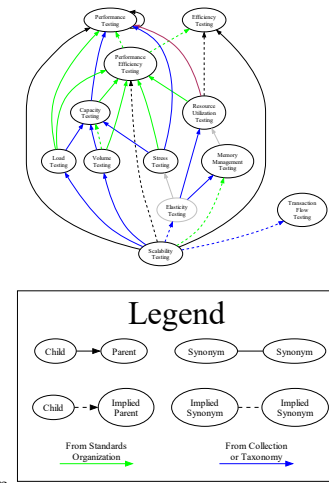 Performance
Testing
Efficiency
Testing
Performance
Efficiency
Testing
Capacity
Testing
Resource
Utilization
Testing
Load
Testing
Volume
Testing
Stress
Testing
Memory
Management
Testing
Elasticity
Testing
Transaction
Flow
Testing
Scalability
Testing
Legend
Child
Parent
Synonym
Synonym
Child
Implied
Parent
Implied
Synonym
Implied
Synonym
From Standards
Organization
From Collection
or Taxonomy